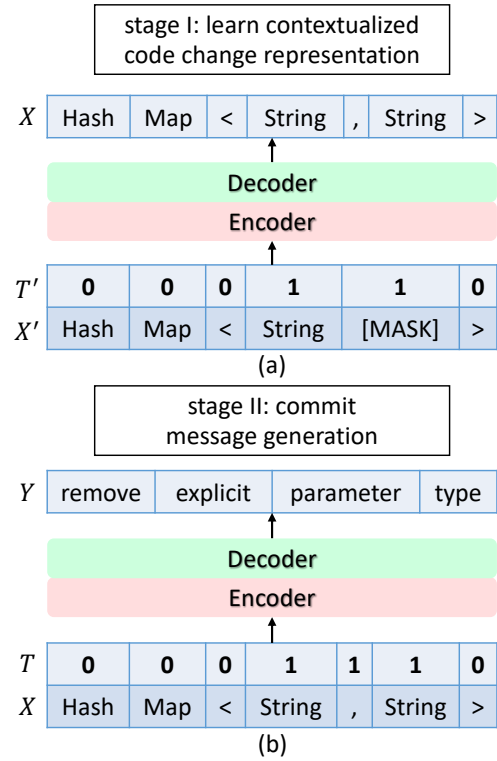 stage I: learn contextualized
code change representation
X Hash Map < String , String >
Decoder
Encoder
T′ 0 0 0 1 1 0
X′ Hash Map < String [MASK] >
(a)
stage II: commit
message generation
Y remove explicit parameter type
Decoder
Encoder
T 0 0 0 1 1 1 0
X Hash Map < String , String >
(b)